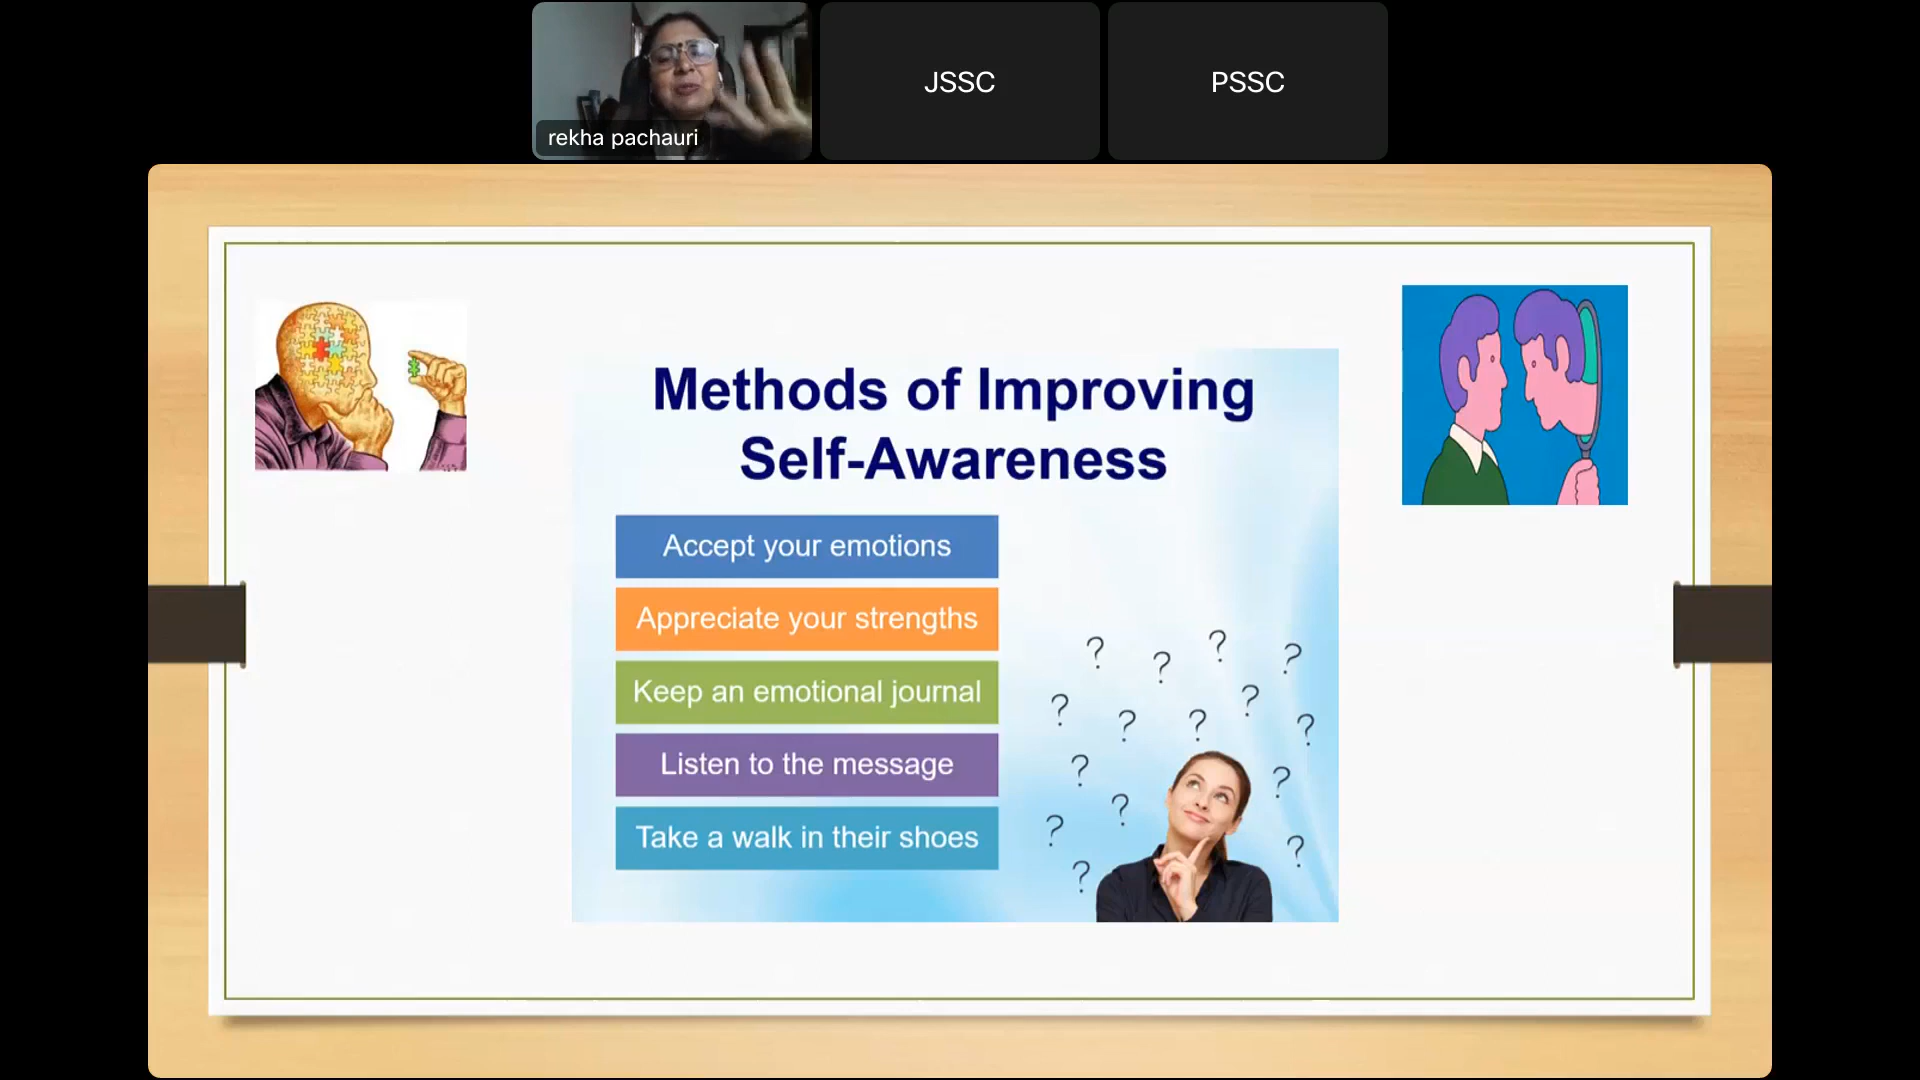 JSSC
PSSC
rekha pachauri
Methods of Improving
Self-Awareness
Accept your emotions
Appreciate your strengths
Keep an emotional journal
Listen to the message
Take a walk in their shoes
? ? ? ?
? ? ? ? ?
? ?
? ?
? ?